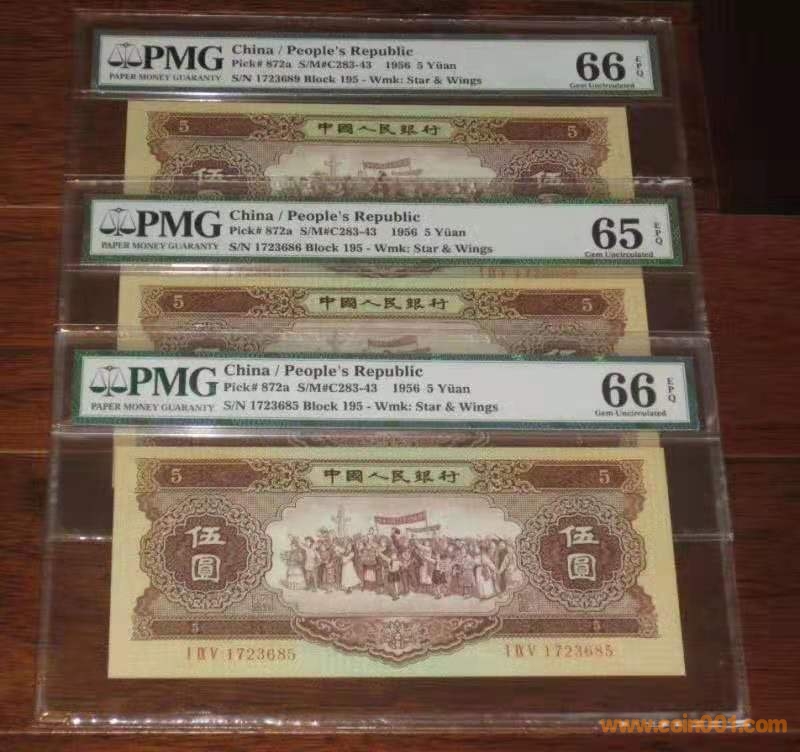 PMG
PAPER MONEY GUARANTY
China / People's Republic
Pick# 872a S/M#C283-43 1956 5 Yüan
S/N 1723689 Block 195 - Wmk: Star & Wings
66 EPQ
Gem Uncirculated
5 中國人民銀行 5
伍 伍
PMG
PAPER MONEY GUARANTY
China / People's Republic
Pick# 872a S/M#C283-43 1956 5 Yüan
S/N 1723686 Block 195 - Wmk: Star & Wings
65 EPQ
Gem Uncirculated
5 中國人民銀行 5
PMG
PAPER MONEY GUARANTY
China / People's Republic
Pick# 872a S/M#C283-43 1956 5 Yüan
S/N 1723685 Block 195 - Wmk: Star & Wings
66 EPQ
Gem Uncirculated
5 中國人民銀行 5
伍圓 伍圓
5 5
I IX V 1723685 I IX V 1723685
www.coin001.com